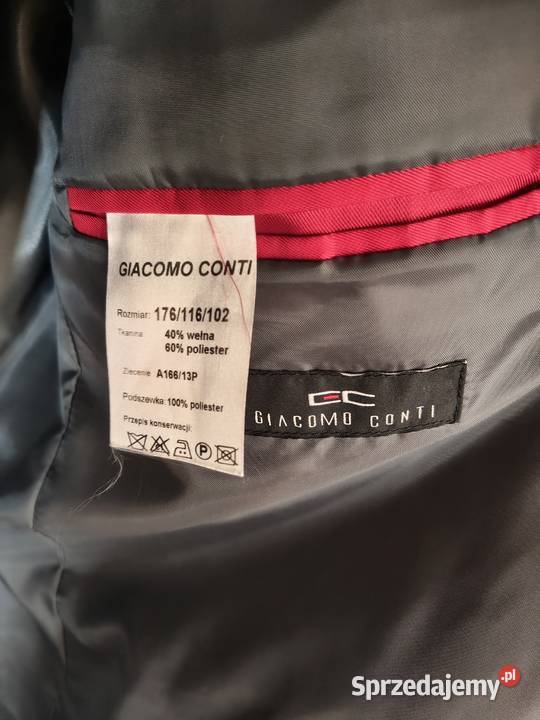 GIACOMO CONTI
Rozmiar: 176/116/102
Tkanina 40% wełna
60% poliester
Zlecenie A166/13P
Podszewka: 100% poliester
Przepis konserwacji:
P
GC
GIACOMO CONTI
Sprzedajemy.pl